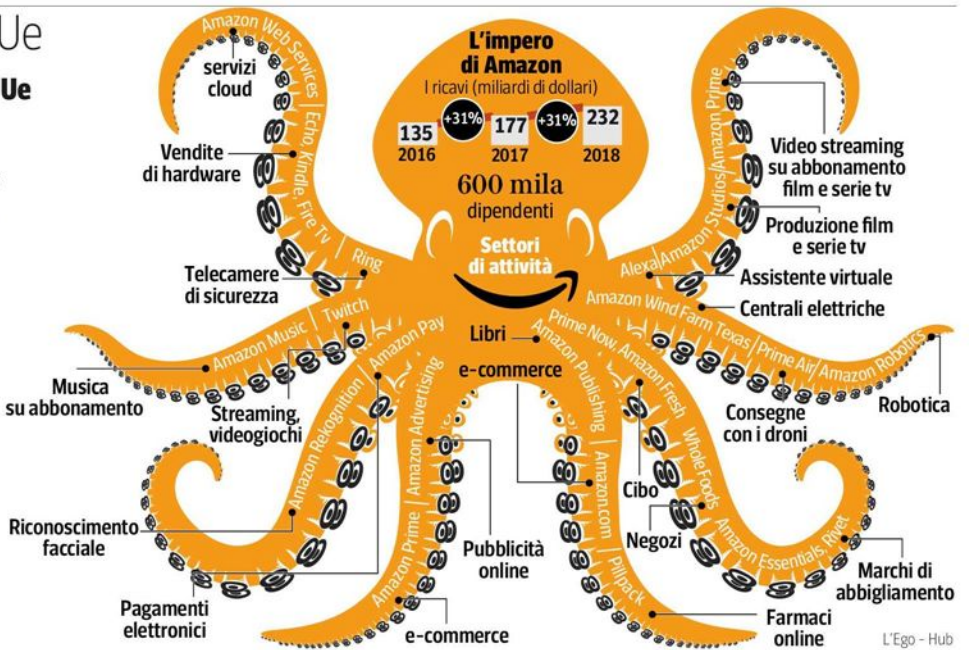 Ue
Ue
L'impero
di Amazon
I ricavi (miliardi di dollari)
135
+31%
177
+31%
232
2016
2017
2018
600 mila
dipendenti
Settori
di attività
Amazon Web Services
servizi
cloud
Echo, Kindle, Fire Tv
Vendite
di hardware
Ring
Telecamere
di sicurezza
Amazon Music
Twitch
Musica
su abbonamento
Streaming,
videogiochi
Amazon Rekognition
Amazon Pay
Riconoscimento
facciale
Pagamenti
elettronici
Amazon Prime
Amazon Advertising
Pubblicità
online
e-commerce
Libri
e-commerce
Amazon Prime
Amazon Studios
Alexa
Video streaming
su abbonamento
film e serie tv
Produzione film
e serie tv
Assistente virtuale
Centrali elettriche
Amazon Wind Farm Texas
Prime Air
Amazon Robotics
Consegne
con i droni
Robotica
Prime Now Amazon Fresh
Whole Foods
Amazon Essentials, Rivet
Cibo
Negozi
Marchi di
abbigliamento
Amazon Publishing
Amazon.com
Pillpack
Farmaci
online
L'Ego - Hub